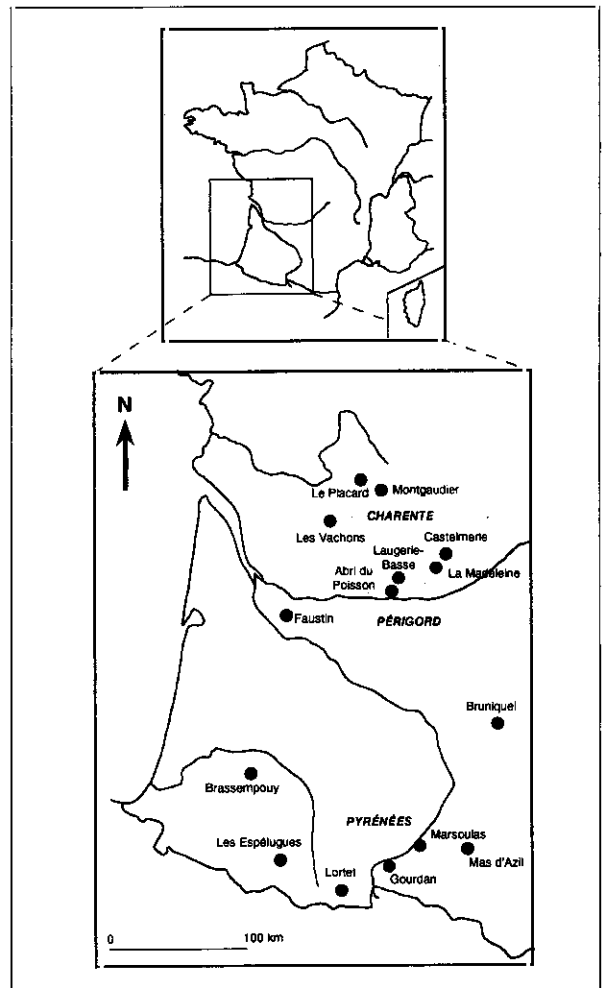 N
Le Placard
Montgaudier
CHARENTE
Les Vachons
Castelmerle
Laugerie-
Basse
La Madeleine
Abri du
Poisson
Faustin
PÉRIGORD
Bruniquel
Brassempouy
PYRÉNÉES
Marsoulas
Les Espélugues
Mas d'Azil
Lortet
Gourdan
0 100 km